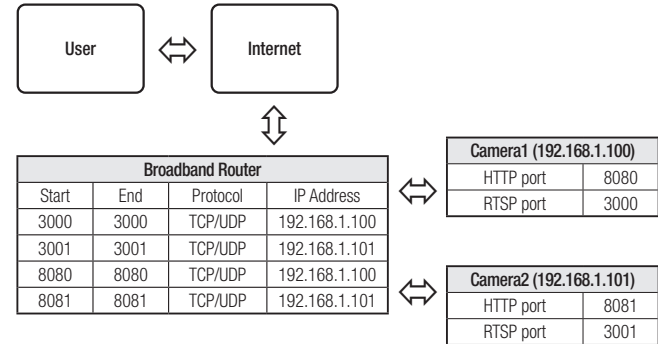 User
Internet
Broadband Router
Start End Protocol IP Address
3000 3000 TCP/UDP 192.168.1.100
3001 3001 TCP/UDP 192.168.1.101
8080 8080 TCP/UDP 192.168.1.100
8081 8081 TCP/UDP 192.168.1.101
Camera1 (192.168.1.100)
HTTP port 8080
RTSP port 3000
Camera2 (192.168.1.101)
HTTP port 8081
RTSP port 3001